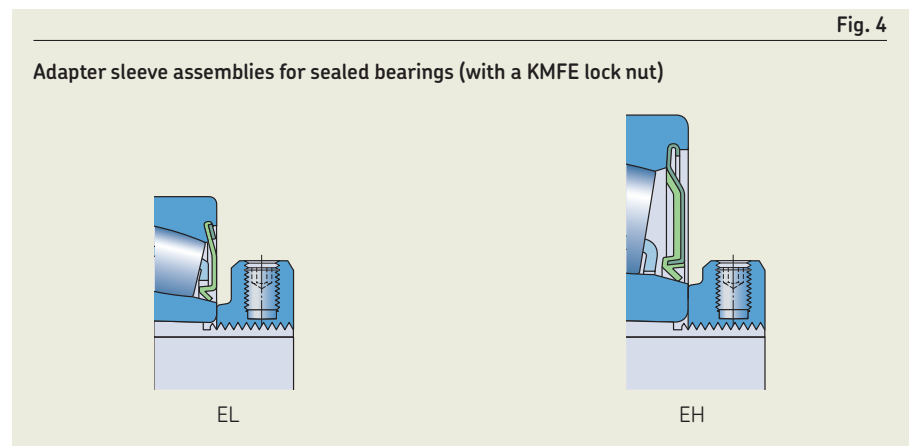 Fig. 4
Adapter sleeve assemblies for sealed bearings (with a KMFE lock nut)
EL
EH